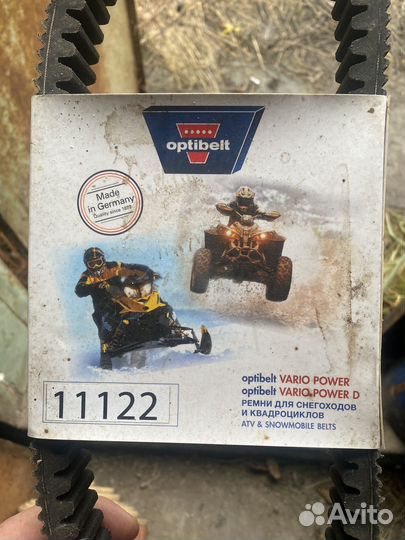 optibelt
Made
in Germany
Quality since 1872
optibelt VARIO POWER
optibelt VARIO POWER D
РЕМНИ ДЛЯ СНЕГОХОДОВ
И КВАДРОЦИКЛОВ
ATV & SNOWMOBILE BELTS
11122
Avito